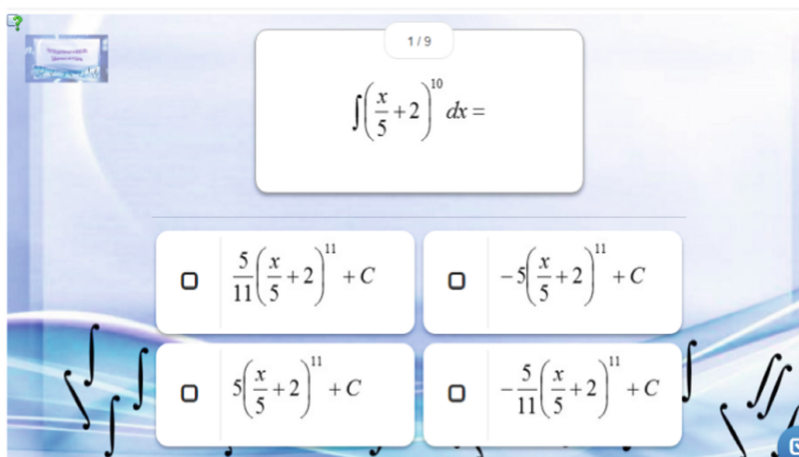 1 / 9
∫(x/5 + 2)^10 dx =
5/11 (x/5 + 2)^11 + C
-5(x/5 + 2)^11 + C
5(x/5 + 2)^11 + C
-5/11 (x/5 + 2)^11 + C